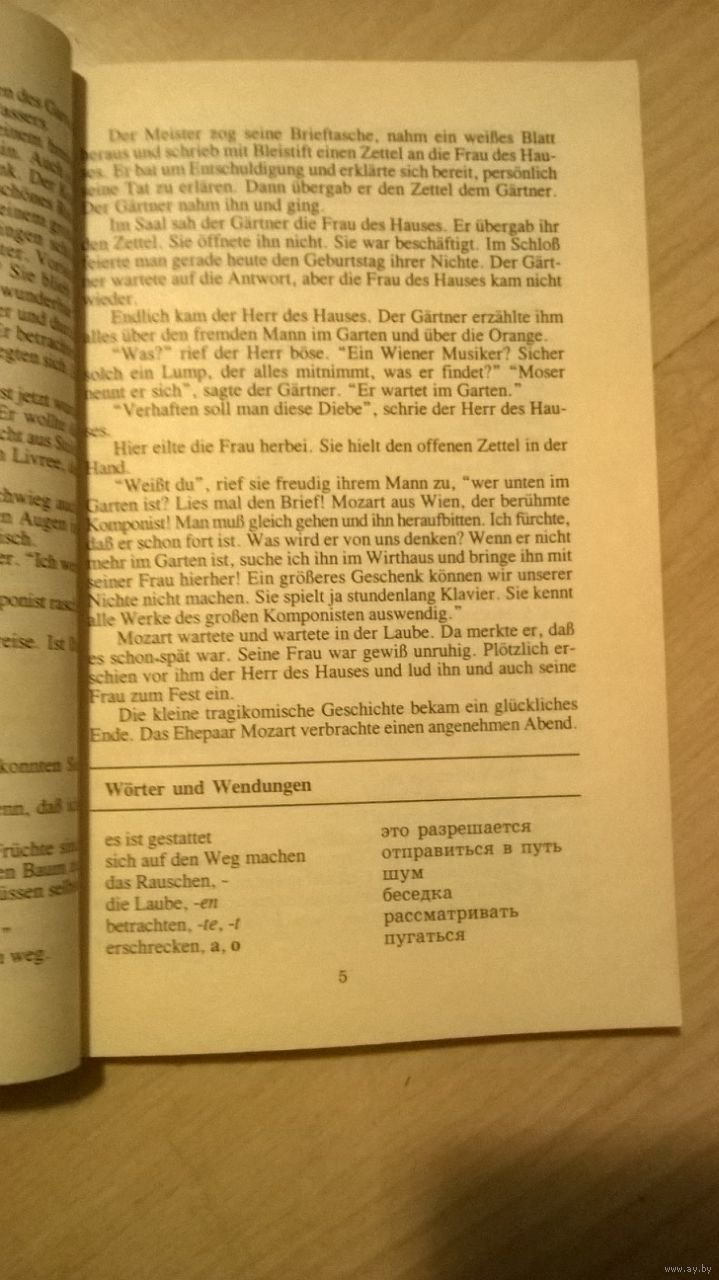 Der Meister zog seine Brieftasche, nahm ein weißes Blatt
heraus und schrieb mit Bleistift einen Zettel an die Frau des Hau-
ses. Er bat um Entschuldigung und erklärte sich bereit, persönlich
seine Tat zu erklären. Dann übergab er den Zettel dem Gärtner.
Der Gärtner nahm ihn und ging.
Im Saal sah der Gärtner die Frau des Hauses. Er übergab ihr
den Zettel. Sie öffnete ihn nicht. Sie war beschäftigt. Im Schloß
feierte man gerade heute den Geburtstag ihrer Nichte. Der Gärt-
ner wartete auf die Antwort, aber die Frau des Hauses kam nicht
wieder.
Endlich kam der Herr des Hauses. Der Gärtner erzählte ihm
alles über den fremden Mann im Garten und über die Orange.
“Was?” rief der Herr böse. “Ein Wiener Musiker? Sicher
solch ein Lump, der alles mitnimmt, was er findet?” “Moser
nennt er sich”, sagte der Gärtner. “Er wartet im Garten.”
“Verhaften soll man diese Diebe”, schrie der Herr des Hau-
ses.
Hier eilte die Frau herbei. Sie hielt den offenen Zettel in der
Hand.
“Weißt du”, rief sie freudig ihrem Mann zu, “wer unten im
Garten ist? Lies mal den Brief! Mozart aus Wien, der berühmte
Komponist! Man muß gleich gehen und ihn heraufbitten. Ich fürchte,
daß er schon fort ist. Was wird er von uns denken? Wenn er nicht
mehr im Garten ist, suche ich ihn im Wirthaus und bringe ihn mit
seiner Frau hierher! Ein größeres Geschenk können wir unserer
Nichte nicht machen. Sie spielt ja stundenlang Klavier. Sie kennt
alle Werke des großen Komponisten auswendig.”
Mozart wartete und wartete in der Laube. Da merkte er, daß
es schon spät war. Seine Frau war gewiß unruhig. Plötzlich er-
schien vor ihm der Herr des Hauses und lud ihn und auch seine
Frau zum Fest ein.
Die kleine tragikomische Geschichte bekam ein glückliches
Ende. Das Ehepaar Mozart verbrachte einen angenehmen Abend.
Wörter und Wendungen
es ist gestattet это разрешается
sich auf den Weg machen отправиться в путь
das Rauschen, – шум
die Laube, -en беседка
betrachten, -te, -t рассматривать
erschrecken, a, o пугаться
5
www.ay.by